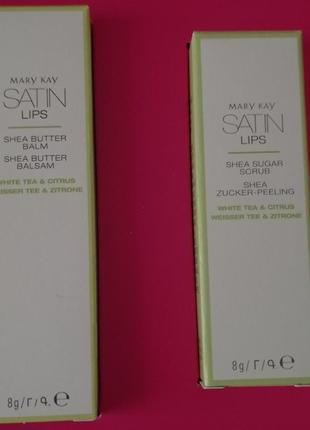 MARY KAY
SATIN
LIPS
SHEA BUTTER
BALM
SHEA BUTTER
BALSAM
WHITE TEA & CITRUS
WEISSER TEE & ZITRONE
8g/Г/գ. ℮
MARY KAY
SATIN
LIPS
SHEA SUGAR
SCRUB
SHEA
ZUCKER-PEELING
WHITE TEA & CITRUS
WEISSER TEE & ZITRONE
8g/Г/գ. ℮